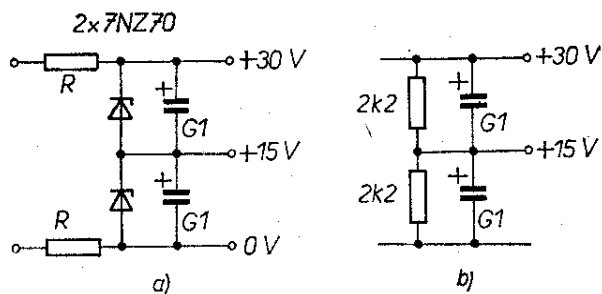 2x7NZ70
+30 V
R
+
G1
+15 V
+
G1
R
0 V
a)
+30 V
2k2
+
G1
+15 V
2k2
+
G1
b)